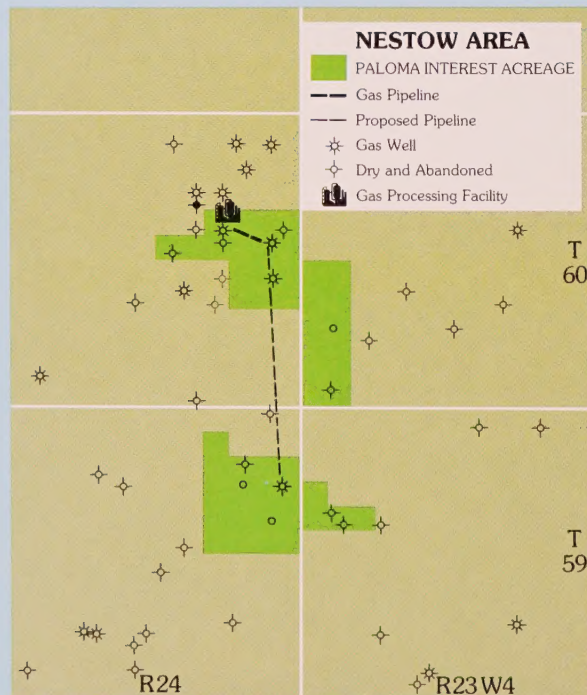 NESTOW AREA
PALOMA INTEREST ACREAGE
Gas Pipeline
Proposed Pipeline
Gas Well
Dry and Abandoned
Gas Processing Facility
T
60
T
59
R24
R23W4